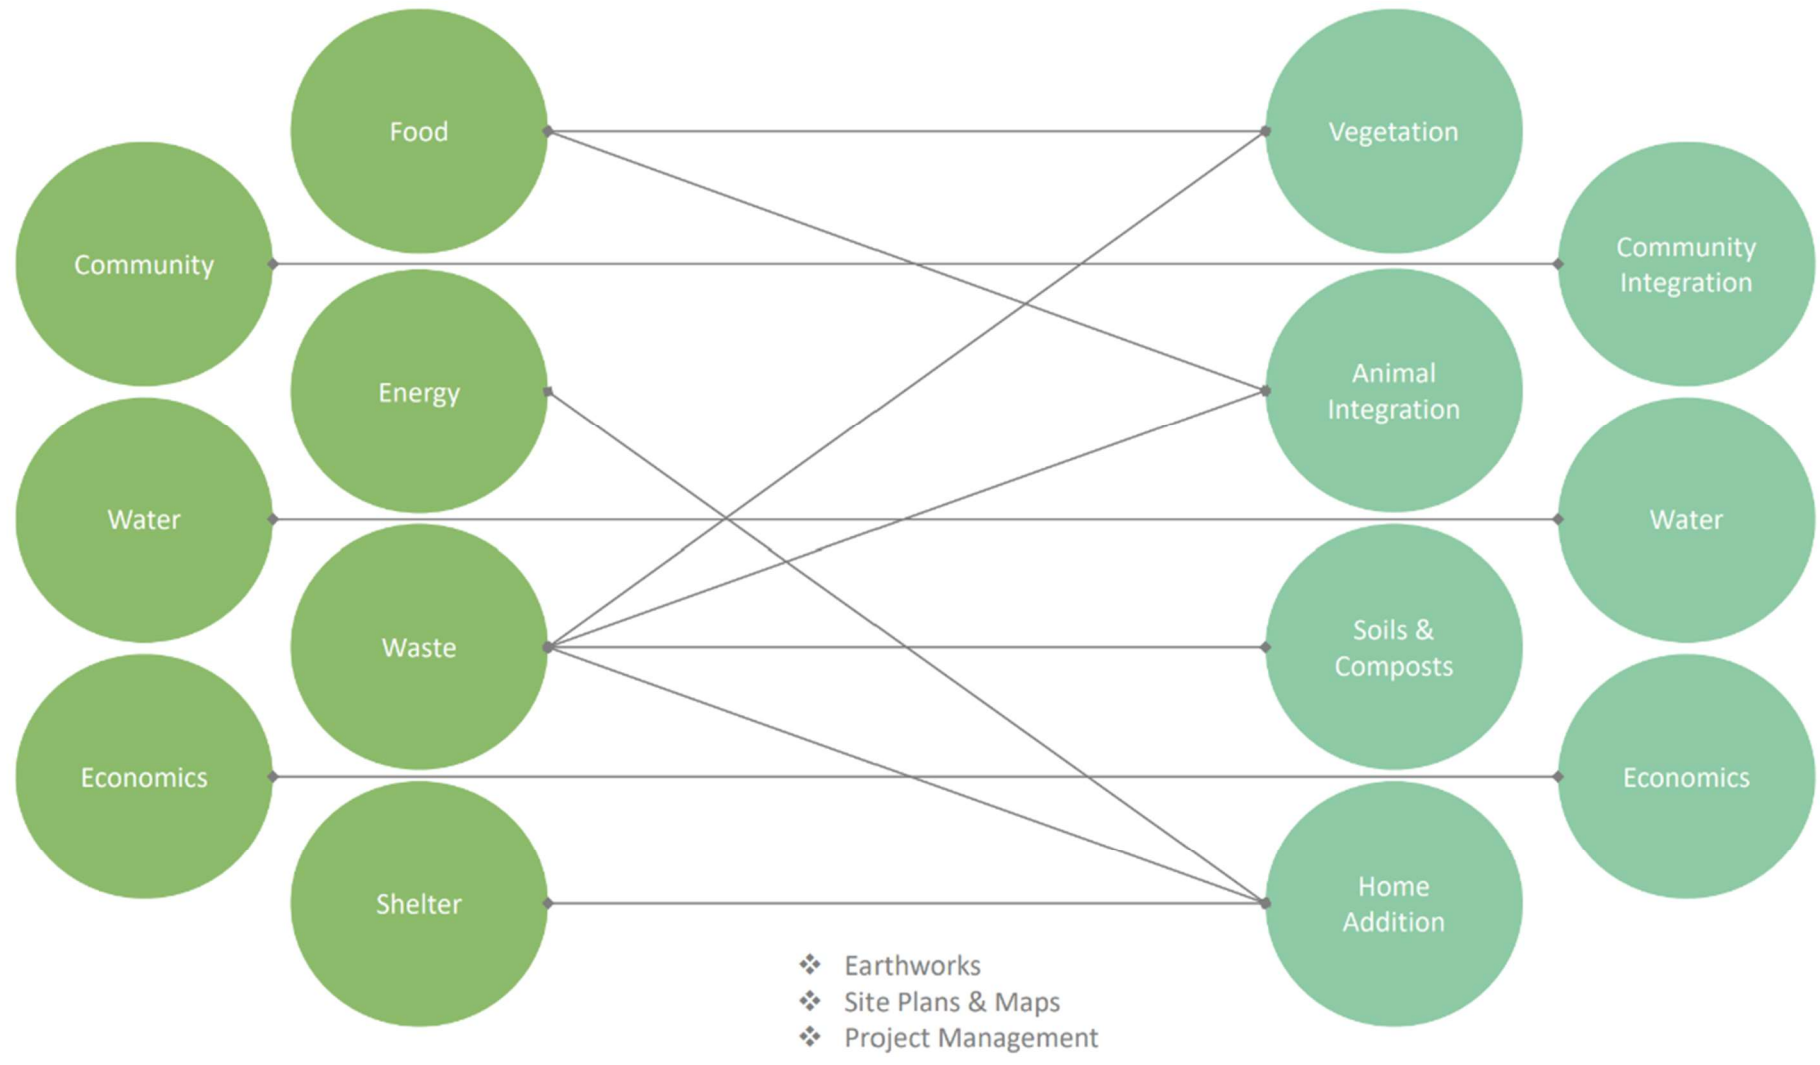 Food
Vegetation
Community
Community
Integration
Energy
Animal
Integration
Water
Water
Waste
Soils &
Composts
Economics
Economics
Shelter
Home
Addition
❖ Earthworks
❖ Site Plans & Maps
❖ Project Management